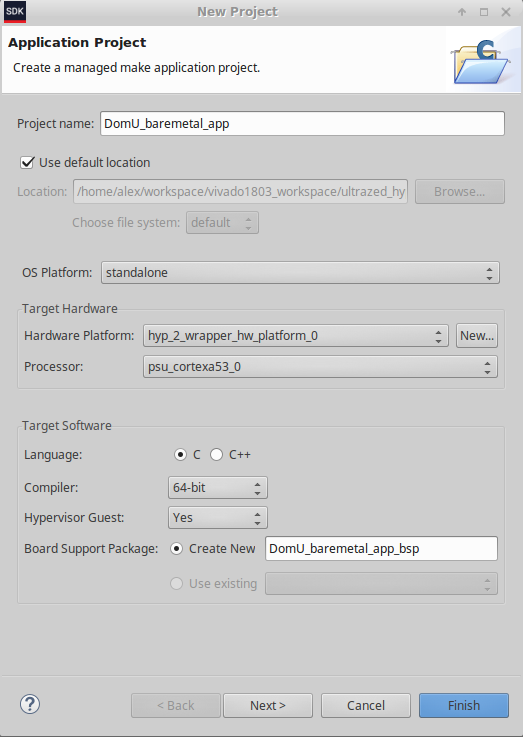 SDK New Project
Application Project
Create a managed make application project.
C
Project name: DomU_baremetal_app
Use default location
Location: /home/alex/workspace/vivado1803_workspace/ultrazed_hy Browse...
Choose file system: default
OS Platform: standalone
Target Hardware
Hardware Platform: hyp_2_wrapper_hw_platform_0 New...
Processor: psu_cortexa53_0
Target Software
Language: C C++
Compiler: 64-bit
Hypervisor Guest: Yes
Board Support Package: Create New DomU_baremetal_app_bsp
Use existing
? < Back Next > Cancel Finish